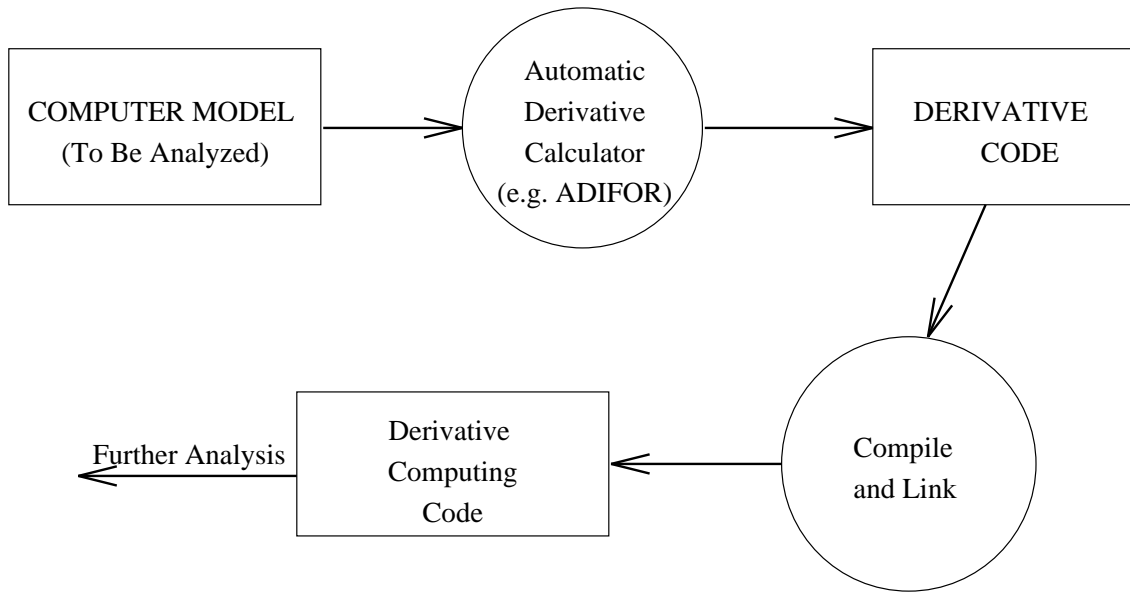 COMPUTER MODEL
(To Be Analyzed)
Automatic
Derivative
Calculator
(e.g. ADIFOR)
DERIVATIVE
CODE
Compile
and Link
Derivative
Computing
Code
Further Analysis